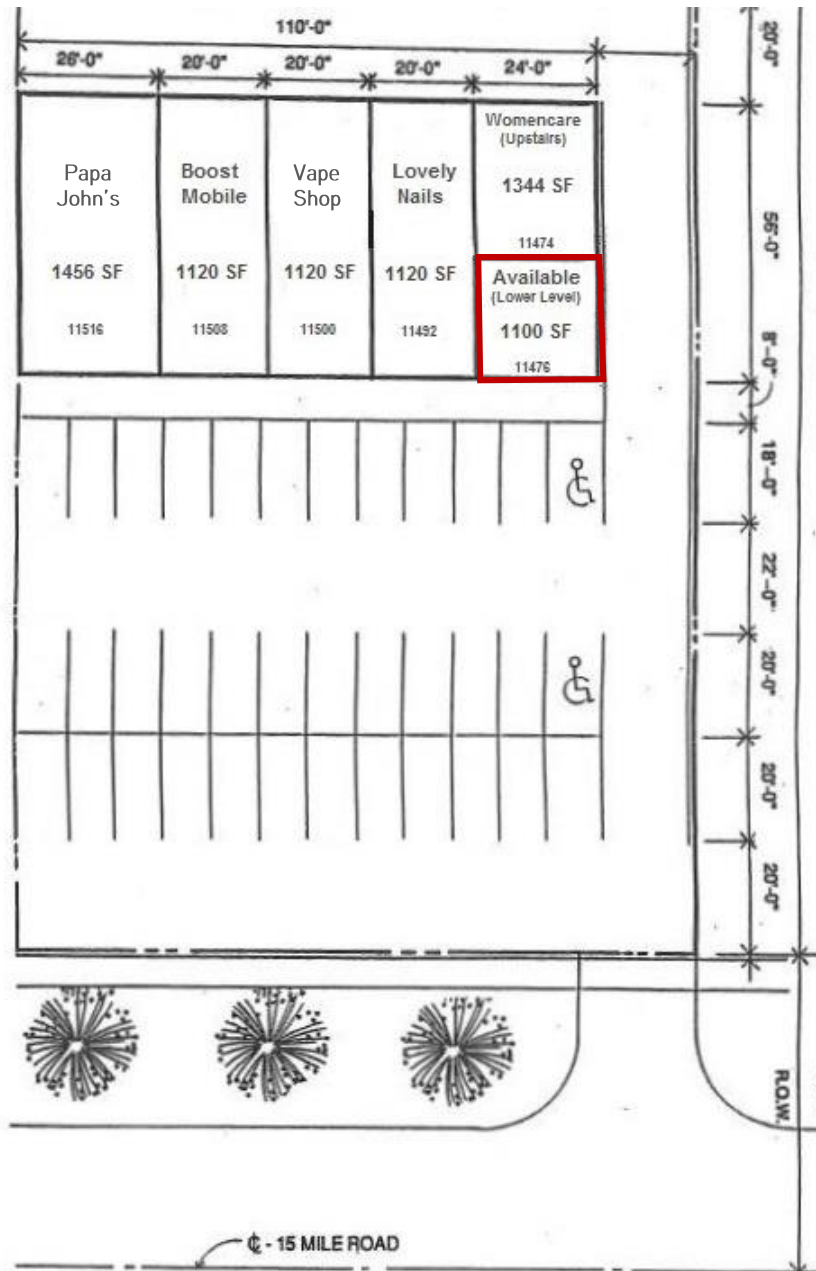 110'-0"
26'-0"
20'-0"
20'-0"
20'-0"
24'-0"
20'-0"
Papa
John's
1456 SF
11516
Boost
Mobile
1120 SF
11508
Vape
Shop
1120 SF
11500
Lovely
Nails
1120 SF
11492
Womencare
(Upstairs)
1344 SF
11474
Available
(Lower Level)
1100 SF
11476
56'-0"
8'-0"
18'-0"
22'-0"
20'-0"
20'-0"
20'-0"
R.O.W.
℄ - 15 MILE ROAD